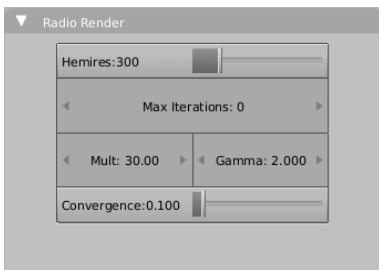 Radio Render
Hemires:300
Max Iterations: 0
Mult: 30.00 Gamma: 2.000
Convergence:0.100